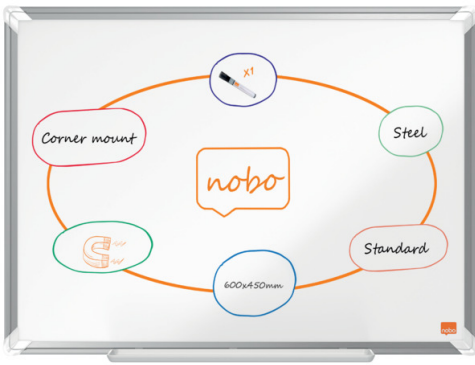 X1
Corner mount
Steel
nobo
Standard
600x450mm
nobo